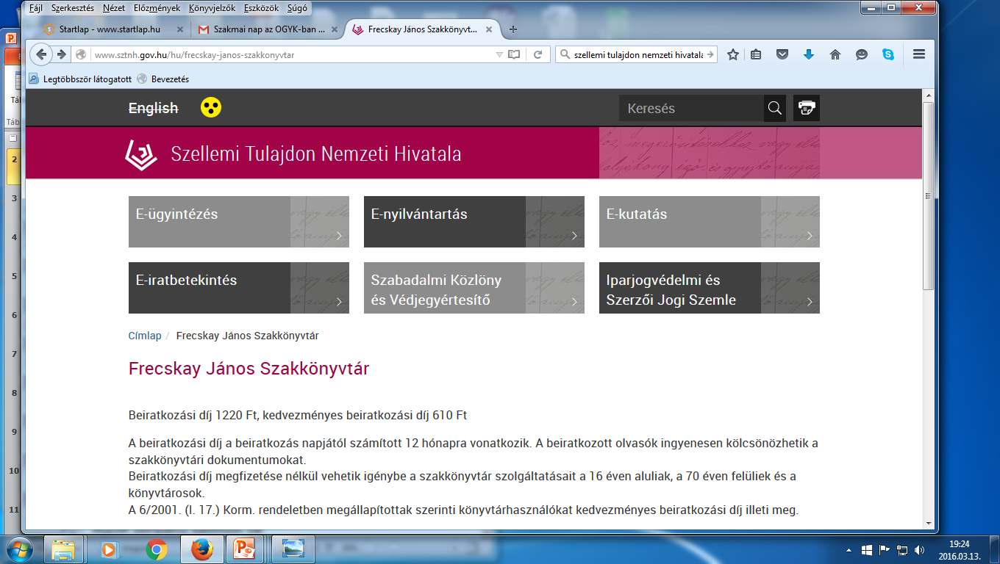 Fájl Szerkesztés Nézet Előzmények Könyvjelzők Eszközök Súgó
Startlap - www.startlap.hu
Szakmai nap az OGYK-ban ...
Frecskay János Szakkönyvt...
www.sztnh.gov.hu/hu/frecskay-janos-szakkonyvtar
szellemi tulajdon nemzeti hivatala
Legtöbbször látogatott Bevezetés
English
Keresés
Szellemi Tulajdon Nemzeti Hivatala
E-ügyintézés
E-nyilvántartás
E-kutatás
E-iratbetekintés
Szabadalmi Közlöny
és Védjegyértesítő
Iparjogvédelmi és
Szerzői Jogi Szemle
Címlap / Frecskay János Szakkönyvtár
Frecskay János Szakkönyvtár
Beiratkozási díj 1220 Ft, kedvezményes beiratkozási díj 610 Ft
A beiratkozási díj a beiratkozás napjától számított 12 hónapra vonatkozik. A beiratkozott olvasók ingyenesen kölcsönözhetik a
szakkönyvtári dokumentumokat.
Beiratkozási díj megfizetése nélkül vehetik igénybe a szakkönyvtár szolgáltatásait a 16 éven aluliak, a 70 éven felüliek és a
könyvtárosok.
A 6/2001. (I. 17.) Korm. rendeletben megállapítottak szerinti könyvtárhasználókat kedvezményes beiratkozási díj illeti meg.
2
3
4
5
6
7
8
9
10
11
19:24
2016.03.13.